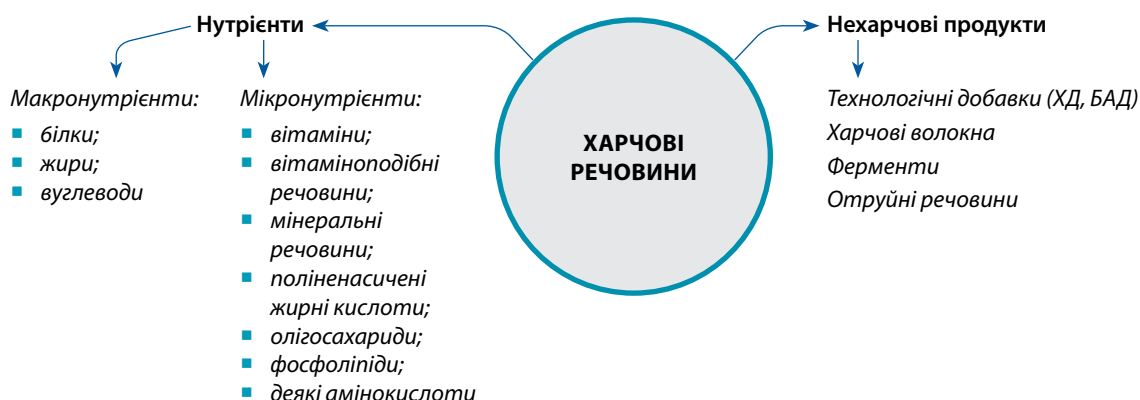 Нутрієнти
Макронутрієнти:
білки;
жири;
вуглеводи
Мікронутрієнти:
вітаміни;
вітаміноподібні
речовини;
мінеральні
речовини;
поліненасичені
жирні кислоти;
олігосахариди;
фосфоліпіди;
деякі амінокислоти
ХАРЧОВІ
РЕЧОВИНИ
Нехарчові продукти
Технологічні добавки (ХД, БАД)
Харчові волокна
Ферменти
Отруйні речовини